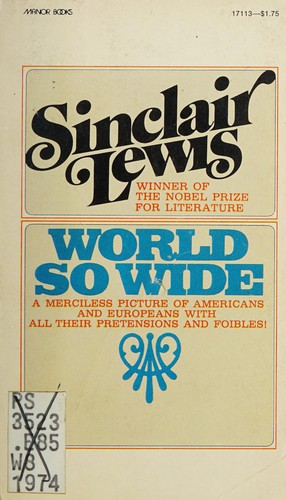 MANOR BOOKS
17113—$1.75
Sinclair
Lewis
WINNER OF
THE NOBEL PRIZE
FOR LITERATURE
WORLD
SO WIDE
A MERCILESS PICTURE OF AMERICANS
AND EUROPEANS WITH
ALL THEIR PRETENSIONS AND FOIBLES!
RS
3523
.E85
W8
1974